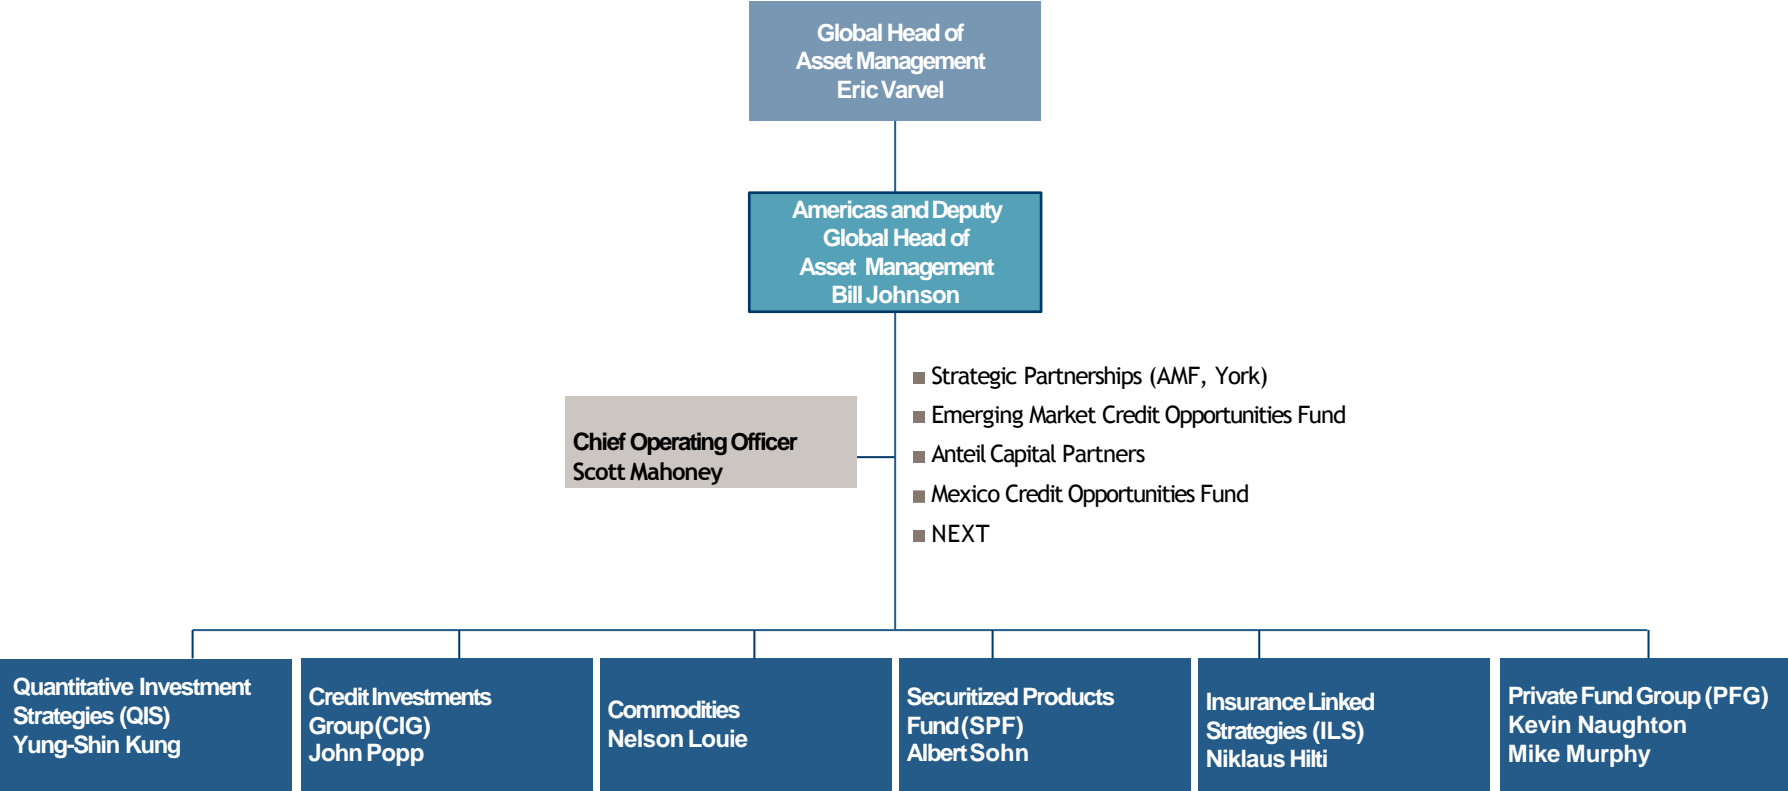 Global Head of
Asset Management
Eric Varvel
Americas and Deputy
Global Head of
Asset Management
Bill Johnson
Strategic Partnerships (AMF, York)
Emerging Market Credit Opportunities Fund
Anteil Capital Partners
Mexico Credit Opportunities Fund
NEXT
Chief Operating Officer
Scott Mahoney
Quantitative Investment
Strategies (QIS)
Yung-Shin Kung
Credit Investments
Group (CIG)
John Popp
Commodities
Nelson Louie
Securitized Products
Fund (SPF)
Albert Sohn
Insurance Linked
Strategies (ILS)
Niklaus Hilti
Private Fund Group (PFG)
Kevin Naughton
Mike Murphy